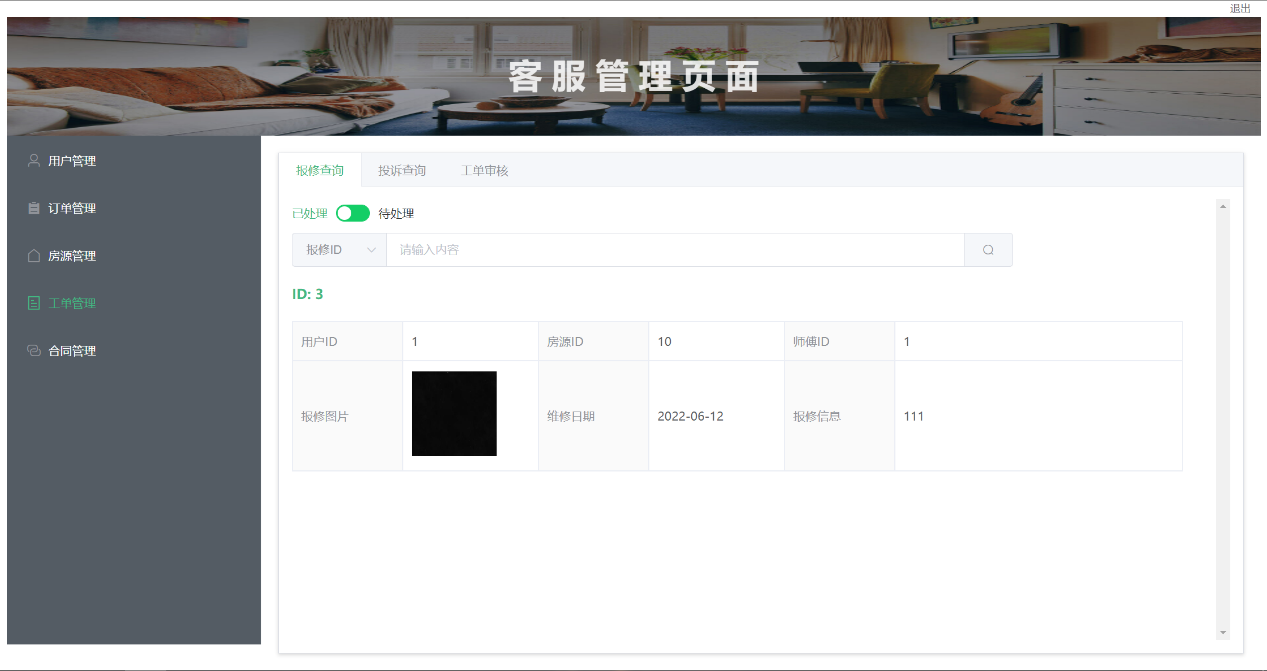 退出
客服管理页面
用户管理
订单管理
房源管理
工单管理
合同管理
报修查询 投诉查询 工单审核
已处理 待处理
报修ID 请输入内容
ID: 3
用户ID 1 房源ID 10 师傅ID 1
报修图片 维修日期 2022-06-12 报修信息 111